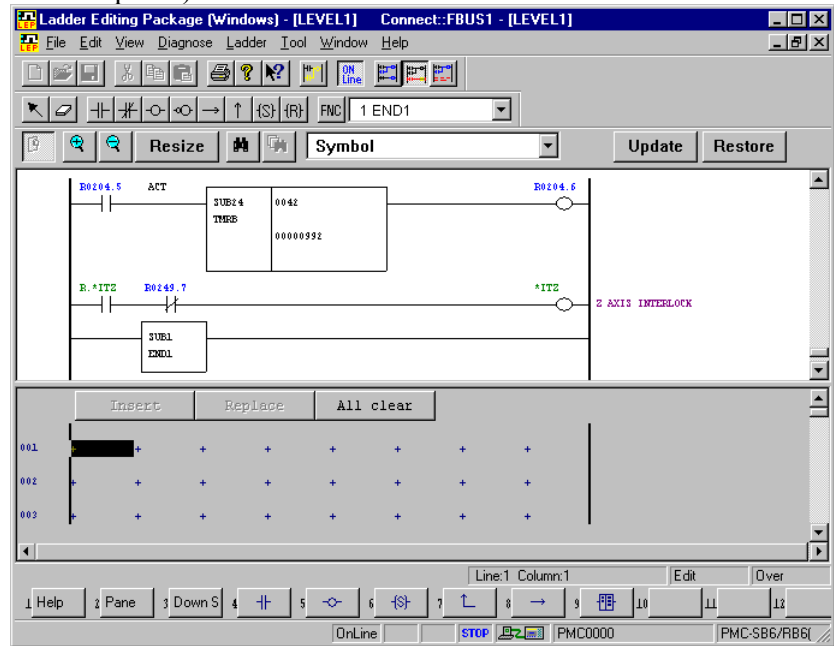 LEP Ladder Editing Package (Windows) - [LEVEL1] Connect::FBUS1 - [LEVEL1]
LEP File Edit View Diagnose Ladder Tool Window Help
ON Line
{S} {R} FNC 1 END1
Resize Symbol Update Restore
R0204.5 ACT R0204.6
SUB24 0042
TMRB
00000992
R.*ITZ R0249.7 *ITZ
Z AXIS INTERLOCK
SUB1
END1
Insert Replace All clear
001
002
003
Line:1 Column:1 Edit Over
1 Help 2 Pane 3 Down S 4 5 6 {S} 7 8 9 10 11 12
OnLine STOP PMC0000 PMC-SB6/RB6(